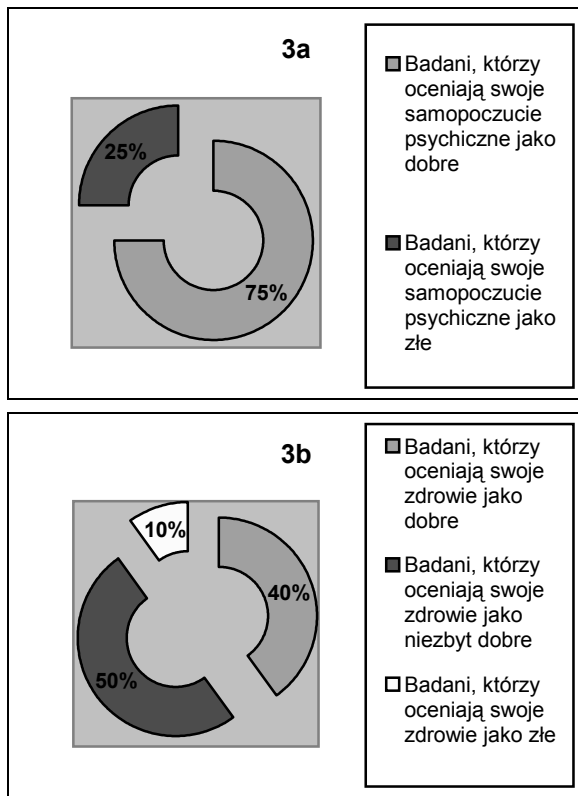 3a
25%
75%
Badani, którzy
oceniają swoje
samopoczucie
psychiczne jako
dobre
Badani, którzy
oceniają swoje
samopoczucie
psychiczne jako
złe
3b
10%
40%
50%
Badani, którzy
oceniają swoje
zdrowie jako
dobre
Badani, którzy
oceniają swoje
zdrowie jako
niezbyt dobre
Badani, którzy
oceniają swoje
zdrowie jako złe